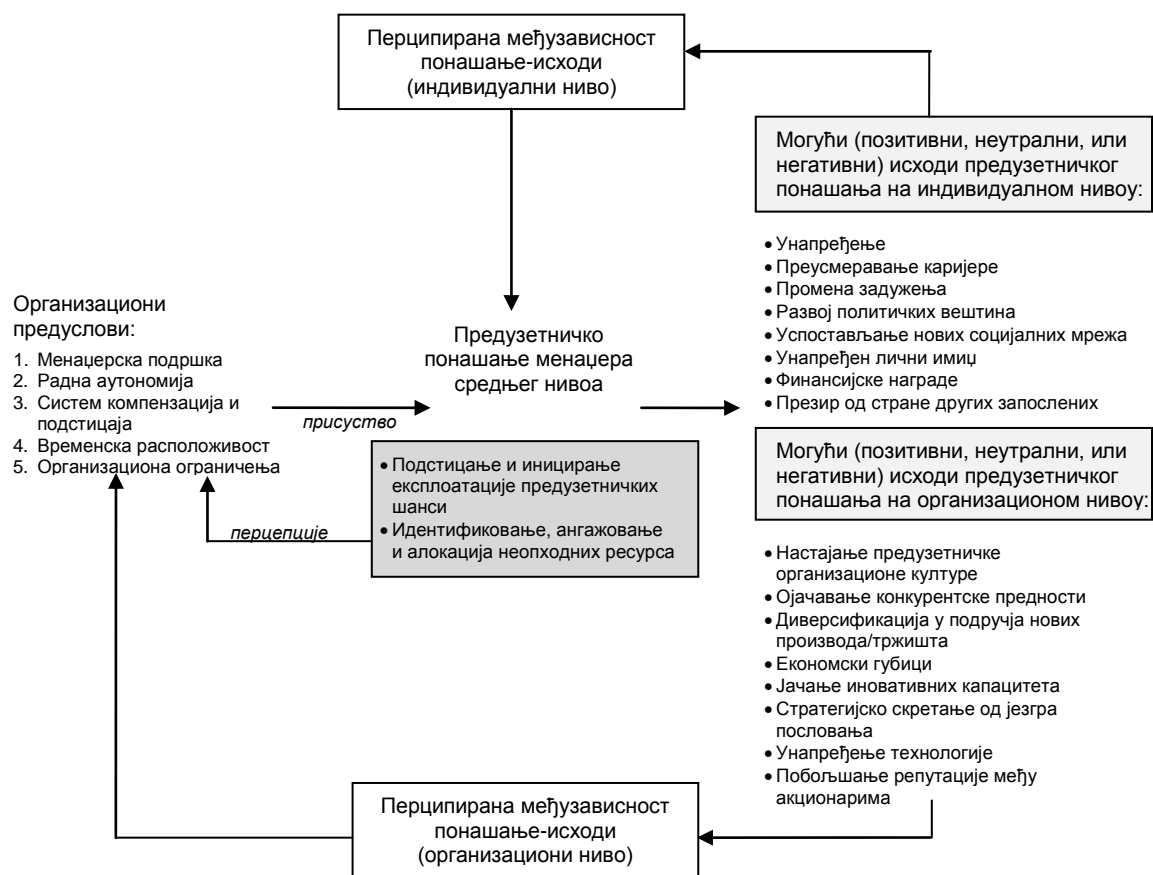 Перципирана међузависност
понашање-исходи
(индивидуални ниво)
Могући (позитивни, неутрални, или
негативни) исходи предузетничког
понашања на индивидуалном нивоу:
• Унапређење
• Преусмеравање каријере
• Промена задужења
• Развој политичких вештина
• Успостављање нових социјалних мрежа
• Унапређен лични имиџ
• Финансијске награде
• Презир од стране других запослених
Организациони
предуслови:
1. Менаџерска подршка
2. Радна аутономија
3. Систем компензација и
подстицаја
4. Временска расположивост
5. Организациона ограничења
присуство
Предузетничко
понашање менаџера
средњег нивоа
• Подстицање и иницирање
експлоатације предузетничких
шанси
• Идентификовање, ангажовање
и алокација неопходних ресурса
перцепције
Могући (позитивни, неутрални, или
негативни) исходи предузетничког
понашања на организационом нивоу:
• Настајање предузетничке
организационе културе
• Ојачавање конкурентске предности
• Диверсификација у подручја нових
производа/тржишта
• Економски губици
• Јачање иновативних капацитета
• Стратегијско скретање од језгра
пословања
• Унапређење технологије
• Побољшање репутације међу
акционарима
Перципирана међузависност
понашање-исходи
(организациони ниво)